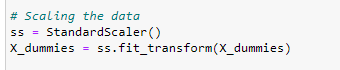 # Scaling the data
ss = StandardScaler()
X_dummies = ss.fit_transform(X_dummies)